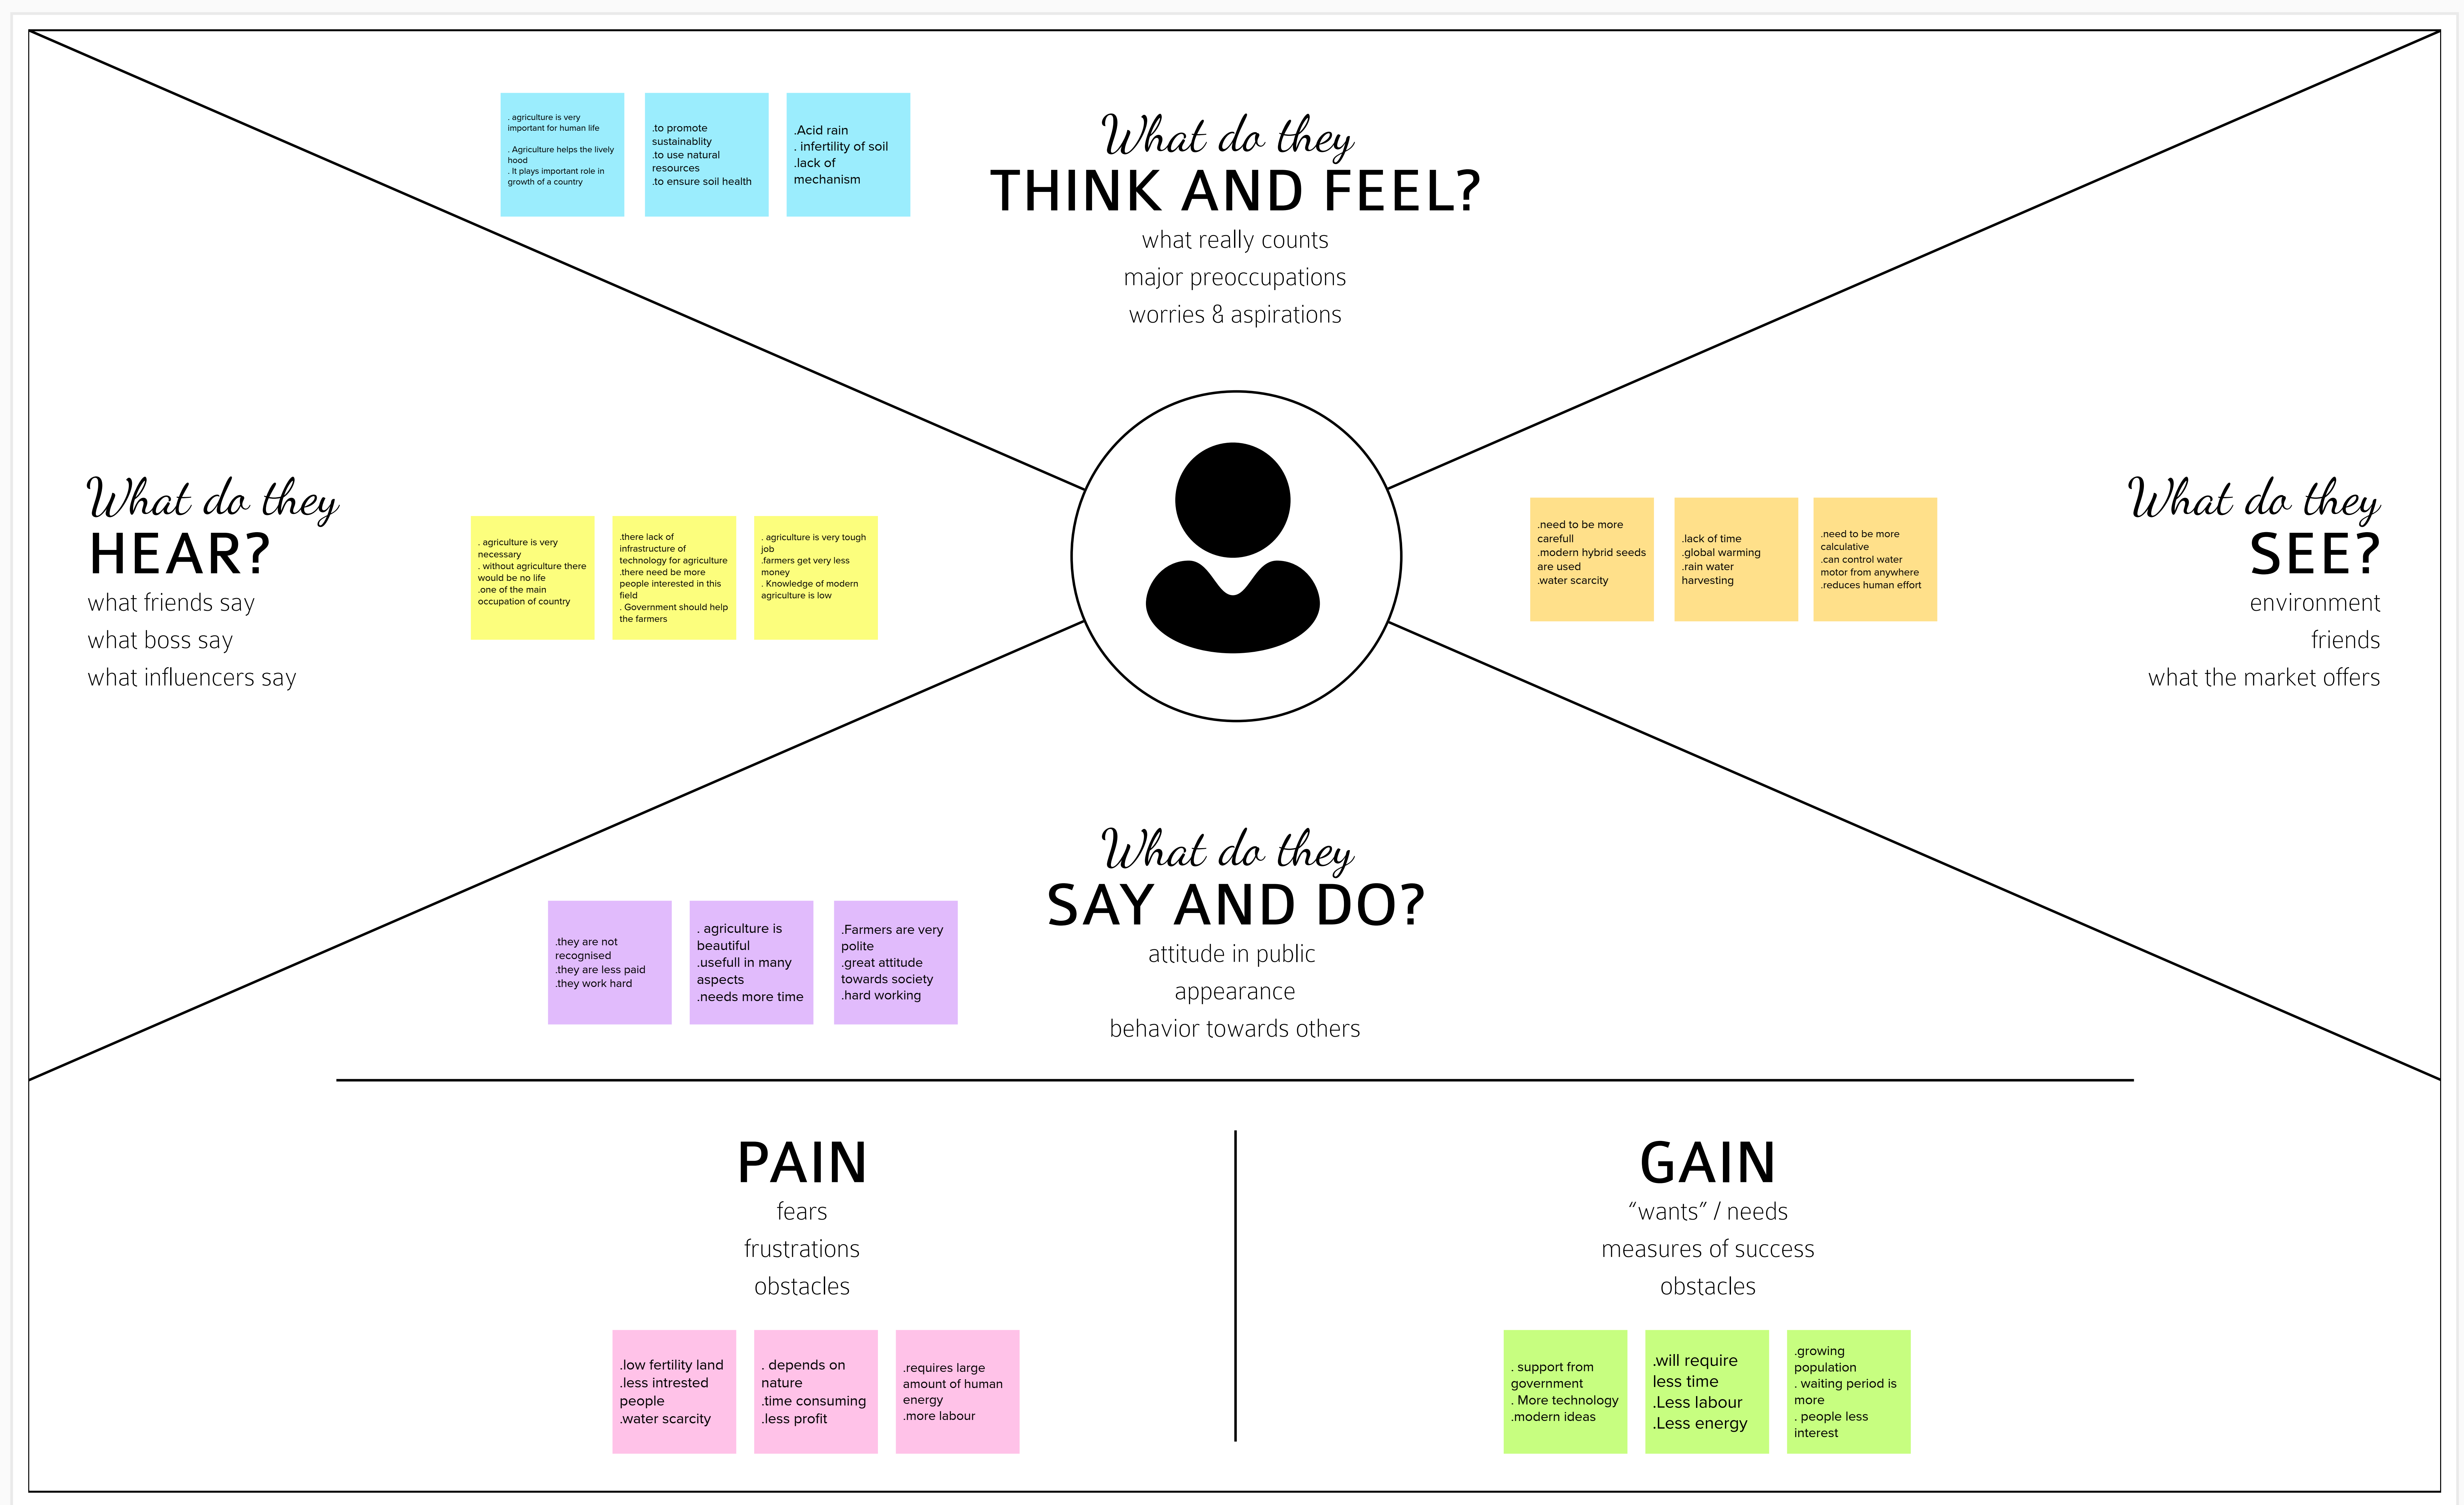 . agriculture is very
important for human life
. Agriculture helps the lively
hood
. It plays important role in
growth of a country
.to promote
sustainablity
.to use natural
resources
.to ensure soil health
.Acid rain
. infertility of soil
.lack of
mechanism
What do they
THINK AND FEEL?
what really counts
major preoccupations
worries & aspirations
What do they
HEAR?
what friends say
what boss say
what influencers say
. agriculture is very
necessary
. without agriculture there
would be no life
.one of the main
occupation of country
.there lack of
infrastructure of
technology for agriculture
.there need be more
people interested in this
field
. Government should help
the farmers
. agriculture is very tough
job
.farmers get very less
money
. Knowledge of modern
agriculture is low
.need to be more
carefull
.modern hybrid seeds
are used
.water scarcity
.lack of time
.global warming
.rain water
harvesting
.need to be more
calculative
.can control water
motor from anywhere
.reduces human effort
What do they
SEE?
environment
friends
what the market offers
.they are not
recognised
.they are less paid
.they work hard
. agriculture is
beautiful
.usefull in many
aspects
.needs more time
.Farmers are very
polite
.great attitude
towards society
.hard working
What do they
SAY AND DO?
attitude in public
appearance
behavior towards others
PAIN
fears
frustrations
obstacles
.low fertility land
.less intrested
people
.water scarcity
. depends on
nature
.time consuming
.less profit
.requires large
amount of human
energy
.more labour
GAIN
“wants” / needs
measures of success
obstacles
. support from
government
. More technology
.modern ideas
.will require
less time
.Less labour
.Less energy
.growing
population
. waiting period is
more
. people less
interest